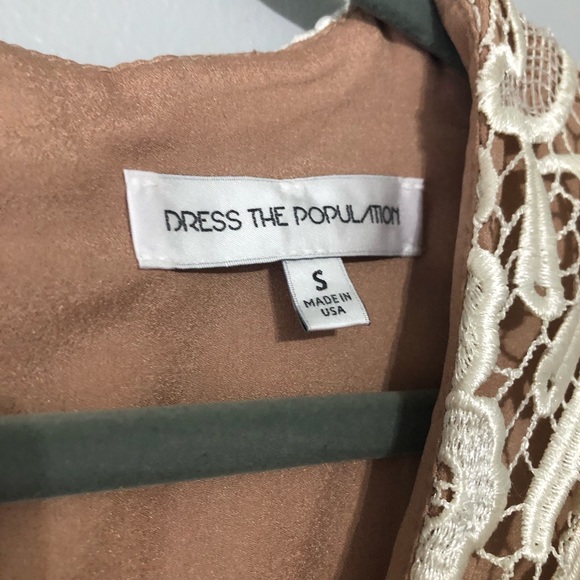 DRESS THE POPULATION
S
MADE IN
USA